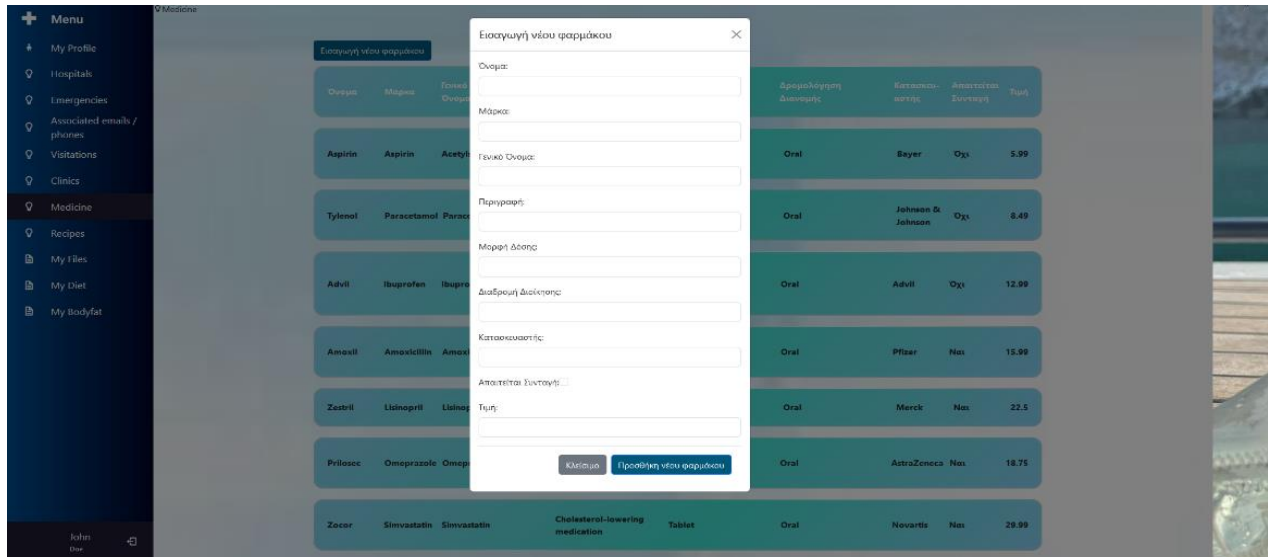 Menu
My Profile
Hospitals
Emergencies
Associated emails /
phones
Visitations
Clinics
Medicine
Recipes
My Files
My Diet
My Bodyfat
John
Doe
Medicine
Εισαγωγή νέου φαρμάκου
Όνομα Μάρκα Γενικό Όνομα Δρομολόγηση Διανομής Κατασκευ-αστής Απαιτείται Συνταγή Τιμή
Aspirin Aspirin Oral Bayer Όχι 5.99
Tylenol Paracetamol Oral Johnson & Johnson Όχι 8.49
Advil Ibuprofen Oral Advil Όχι 12.99
Amoxil Amoxicillin Oral Pfizer Ναι 15.99
Zestril Lisinopril Oral Merck Ναι 22.5
Prilosec Omeprazole Oral AstraZeneca Ναι 18.75
Zocor Simvastatin Simvastatin Cholesterol-lowering medication Tablet Oral Novartis Ναι 29.99
Εισαγωγή νέου φαρμάκου
Όνομα:
Μάρκα:
Γενικό Όνομα:
Περιγραφή:
Μορφή Δόσης:
Διαδρομή Διοίκησης:
Κατασκευαστής:
Απαιτείται Συνταγή:
Τιμή:
Κλείσιμο Προσθήκη νέου φαρμάκου